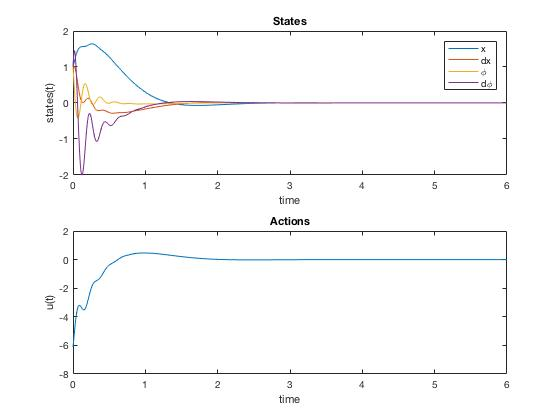 States
2
1
0
-1
-2
states(t)
x
dx
ϕ
dϕ
0 1 2 3 4 5 6
time
Actions
2
0
-2
-4
-6
-8
u(t)
0 1 2 3 4 5 6
time